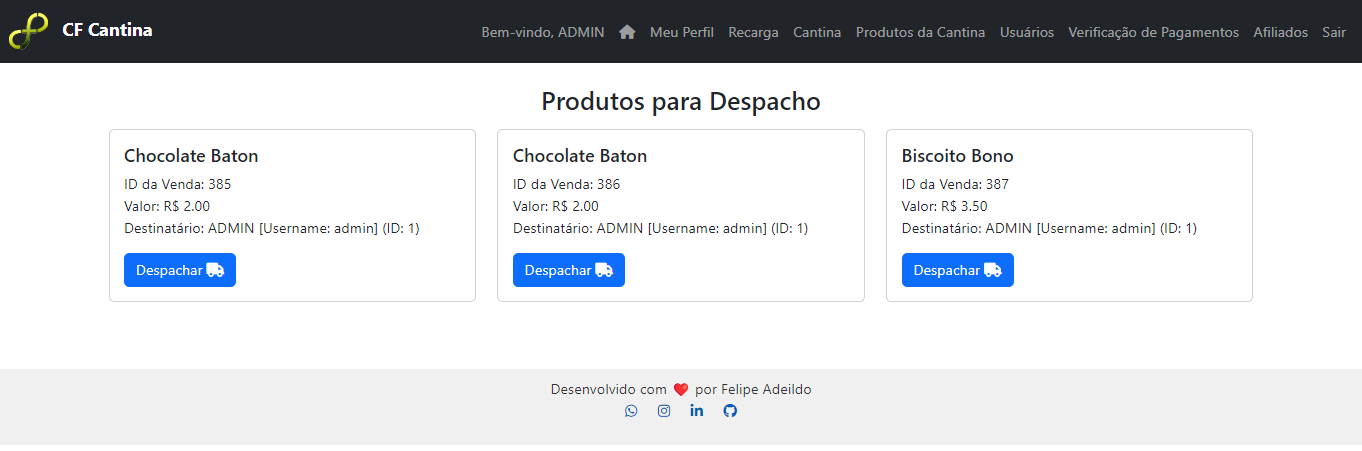 CF Cantina
Bem-vindo, ADMIN Meu Perfil Recarga Cantina Produtos da Cantina Usuários Verificação de Pagamentos Afiliados Sair
Produtos para Despacho
Chocolate Baton
ID da Venda: 385
Valor: R$ 2.00
Destinatário: ADMIN [Username: admin] (ID: 1)
Despachar
Chocolate Baton
ID da Venda: 386
Valor: R$ 2.00
Destinatário: ADMIN [Username: admin] (ID: 1)
Despachar
Biscoito Bono
ID da Venda: 387
Valor: R$ 3.50
Destinatário: ADMIN [Username: admin] (ID: 1)
Despachar
Desenvolvido com ❤️ por Felipe Adeildo